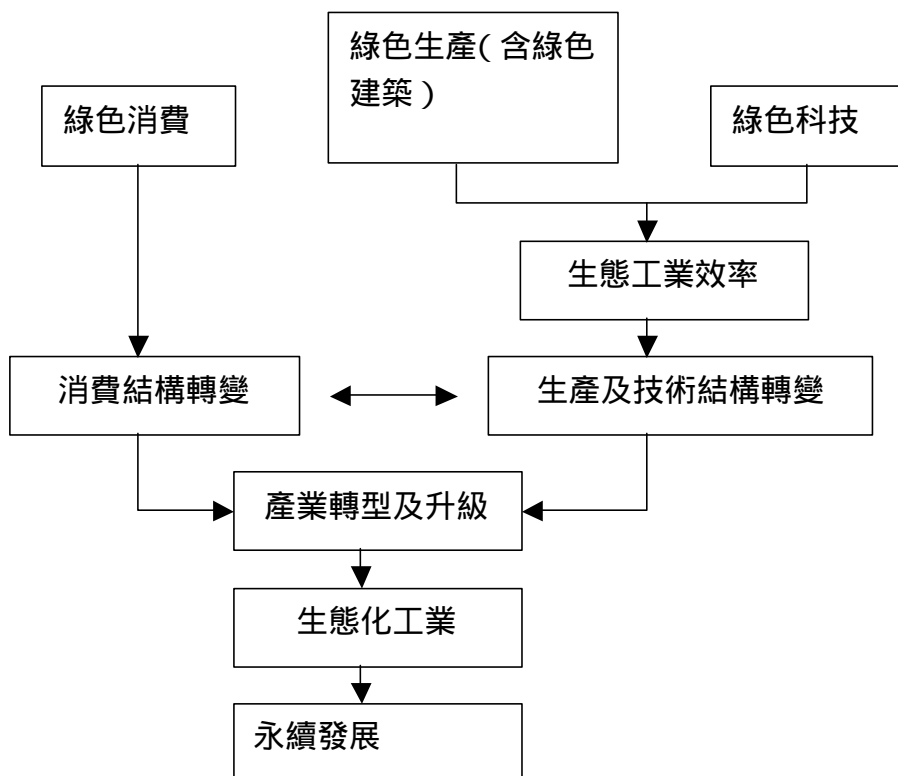 綠色生產(含綠色
建築)
綠色消費
綠色科技
生態工業效率
消費結構轉變
生產及技術結構轉變
產業轉型及升級
生態化工業
永續發展